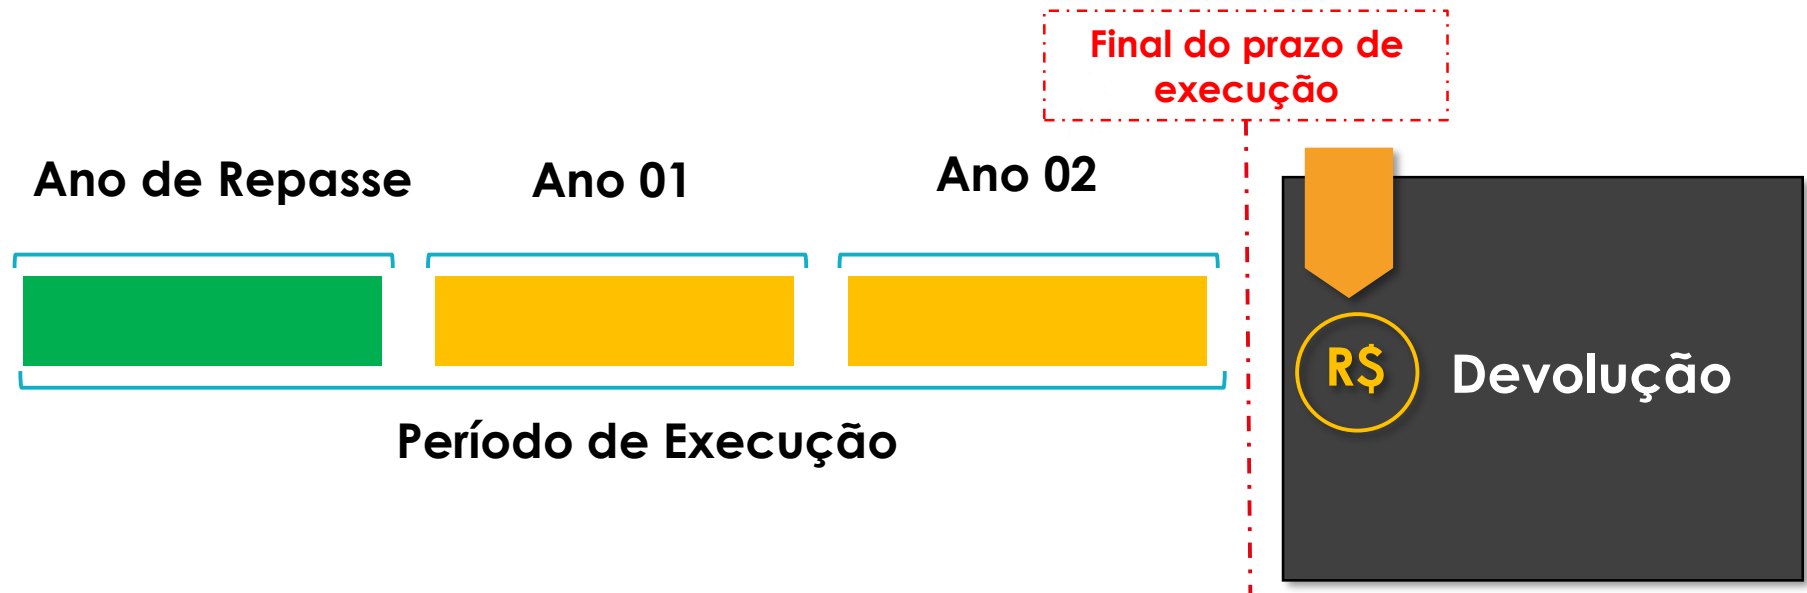 Final do prazo de
execução
Ano de Repasse
Ano 01
Ano 02
R$
Devolução
Período de Execução